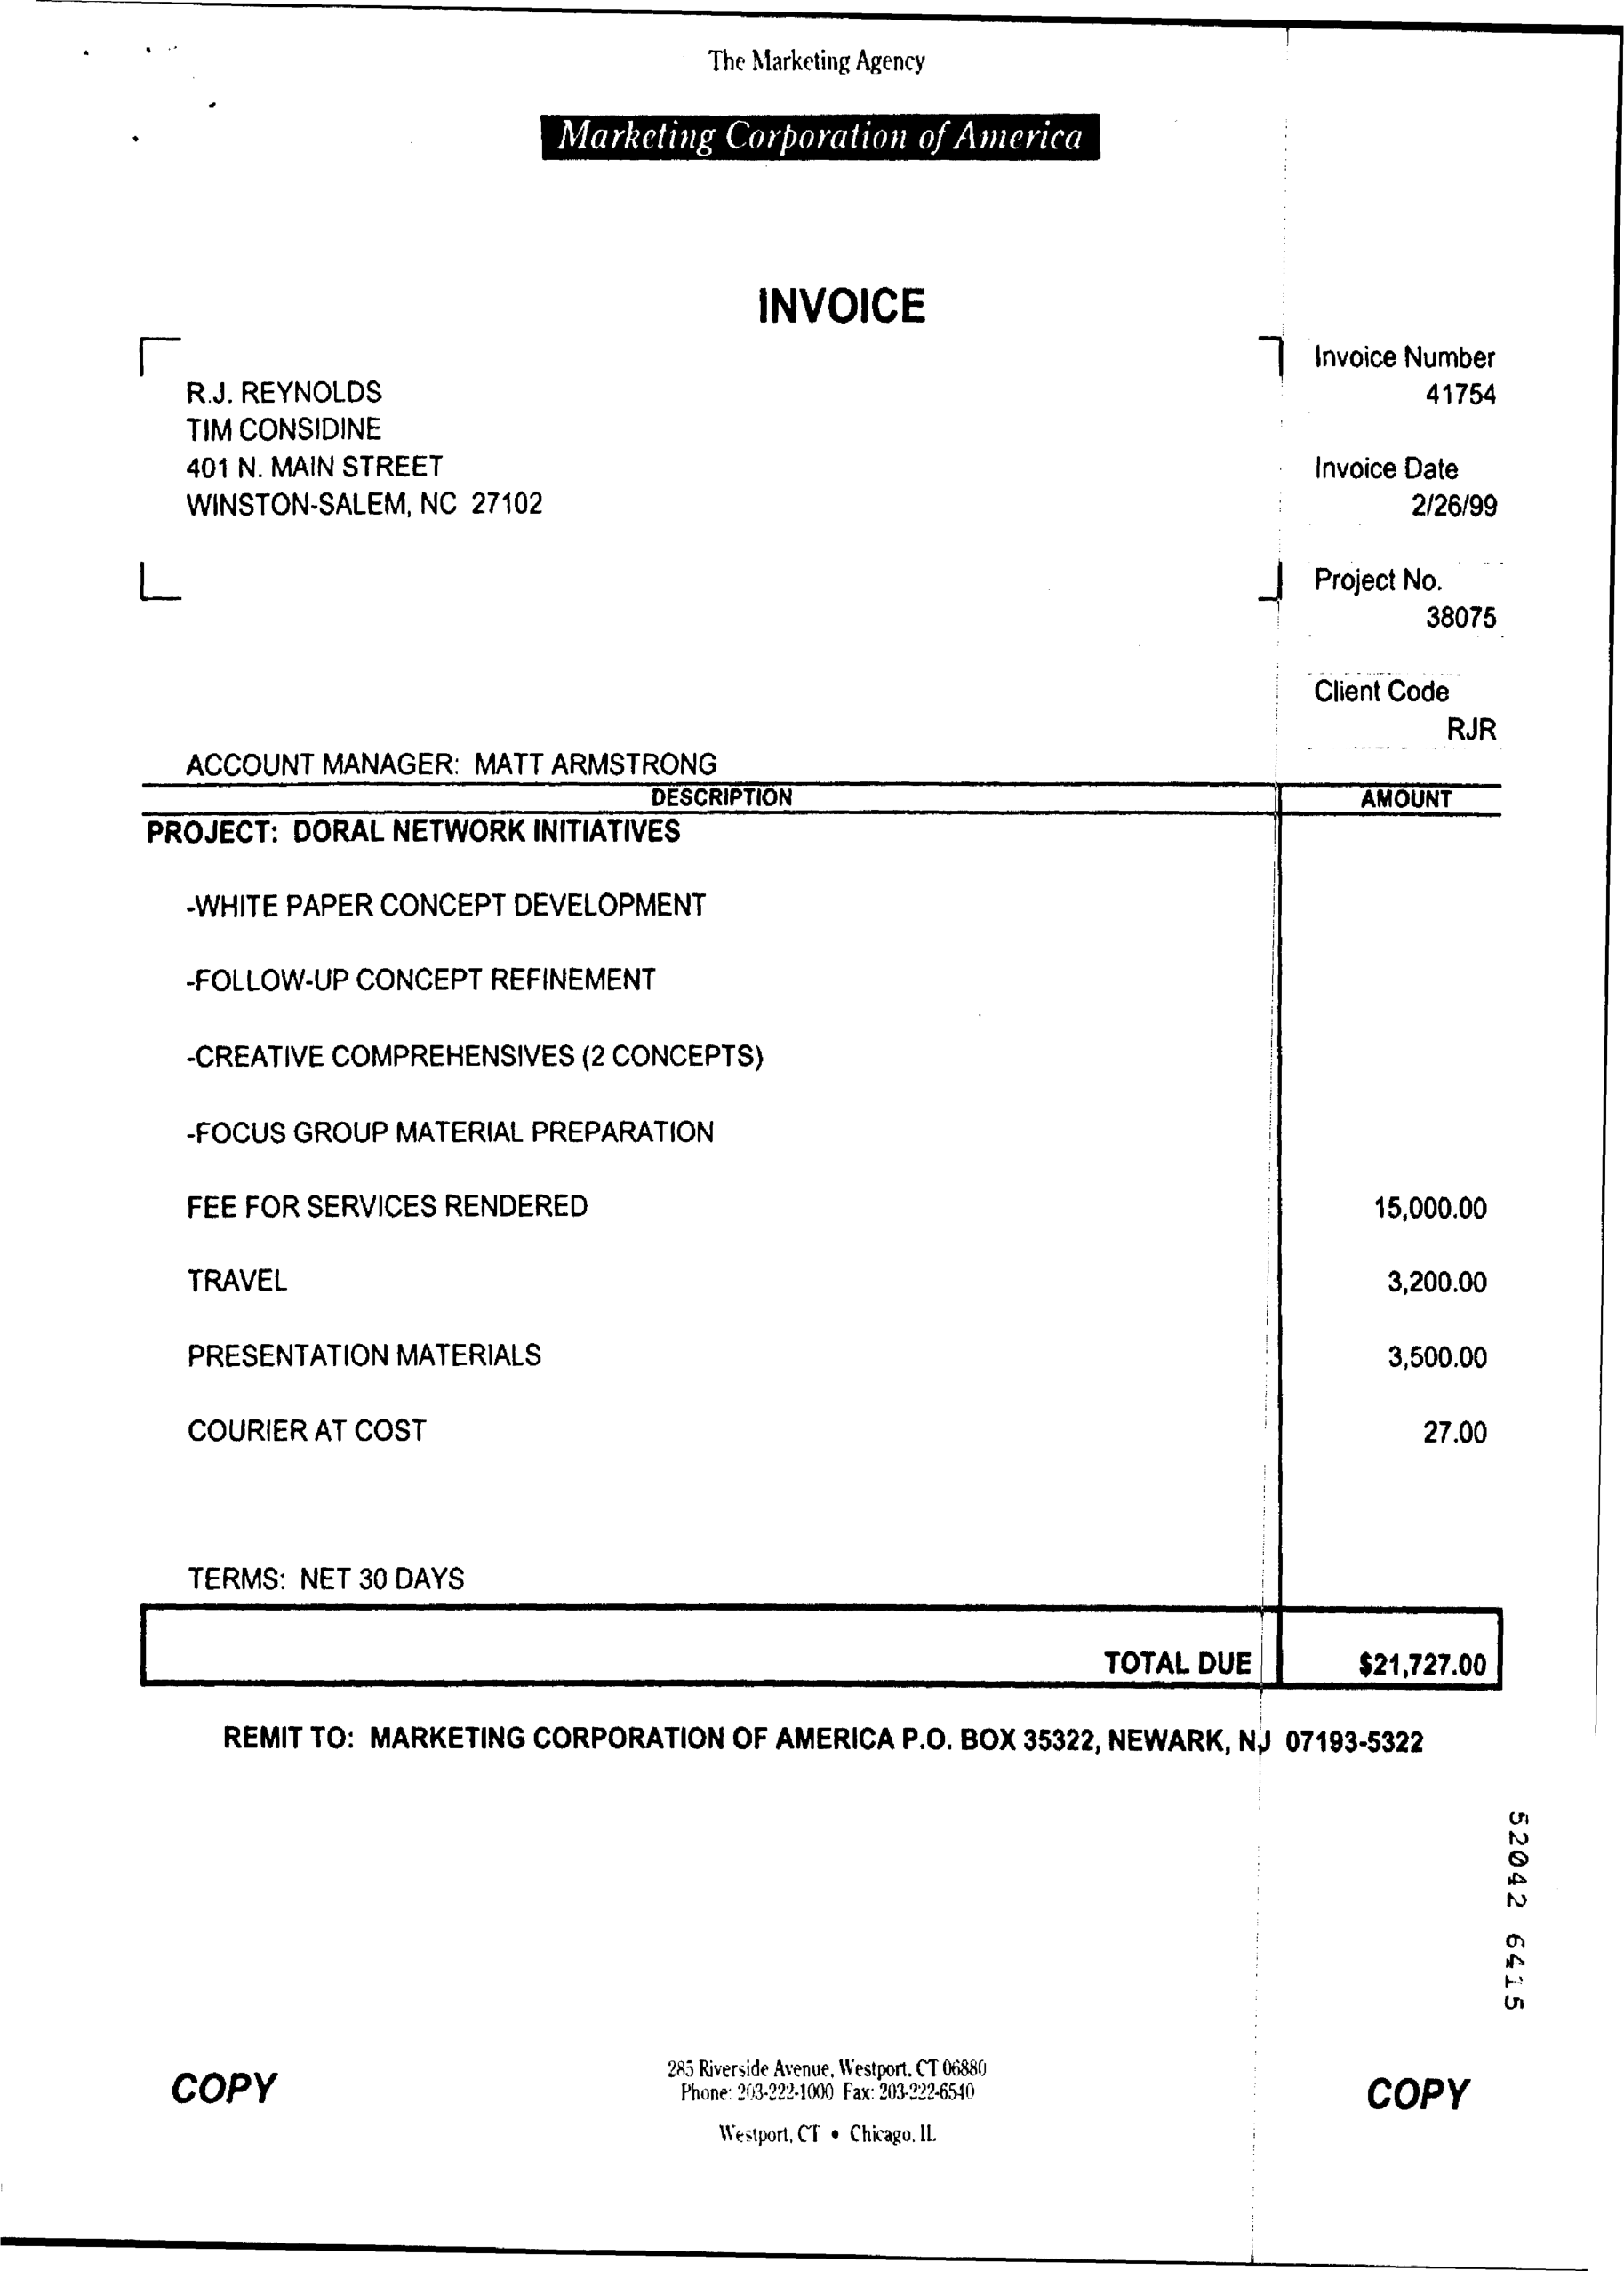 The Marketing Agency
Marketing Corporation of America
INVOICE
R.J. REYNOLDS
TIM CONSIDINE
401 N. MAIN STREET
WINSTON-SALEM, NC 27102
Invoice Number
41754
Invoice Date
2/26/99
Project No.
38075
Client Code
RJR
ACCOUNT MANAGER: MATT ARMSTRONG
DESCRIPTION AMOUNT
PROJECT: DORAL NETWORK INITIATIVES
-WHITE PAPER CONCEPT DEVELOPMENT
-FOLLOW-UP CONCEPT REFINEMENT
-CREATIVE COMPREHENSIVES (2 CONCEPTS)
-FOCUS GROUP MATERIAL PREPARATION
FEE FOR SERVICES RENDERED 15,000.00
TRAVEL 3,200.00
PRESENTATION MATERIALS 3,500.00
COURIER AT COST 27.00
TERMS: NET 30 DAYS
TOTAL DUE $21,727.00
REMIT TO: MARKETING CORPORATION OF AMERICA P.O. BOX 35322, NEWARK, NJ 07193-5322
52042 6415
COPY
285 Riverside Avenue, Westport, CT 06880
Phone: 203-222-1000 Fax: 203-222-6540
Westport, CT • Chicago, IL
COPY